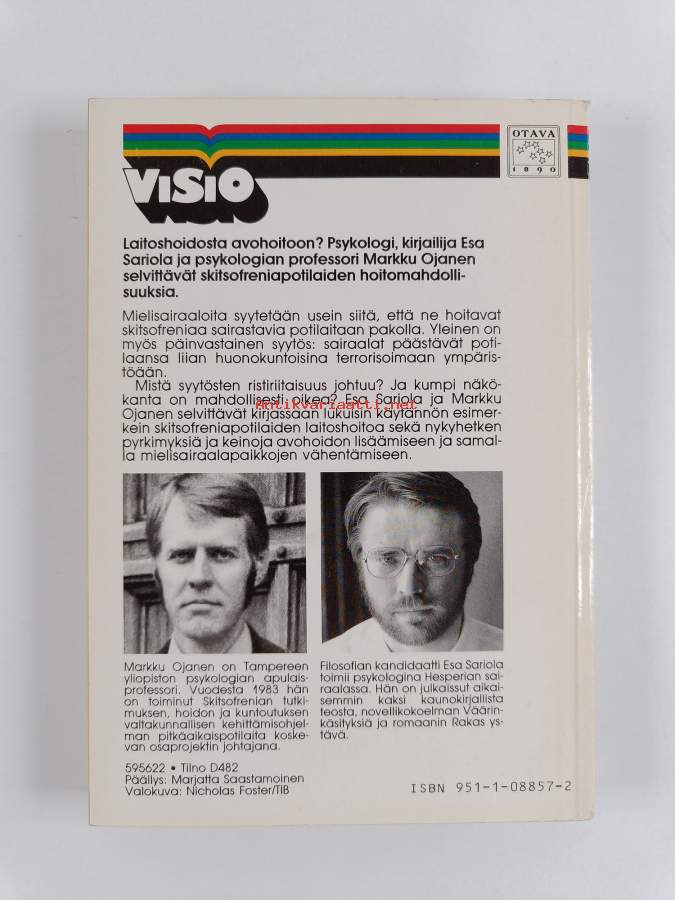 OTAVA
1890
VISIO
Laitoshoidosta avohoitoon? Psykologi, kirjailija Esa
Sariola ja psykologian professori Markku Ojanen
selvittävät skitsofreniapotilaiden hoitomahdolli-
suuksia.
Mielisairaaloita syytetään usein siitä, että ne hoitavat
skitsofreniaa sairastavia potilaitaan pakolla. Yleinen on
myös päinvastainen syytös: sairaalat päästävät poti-
laansa liian huonokuntoisina terrorisoimaan ympäris-
töään.
Mistä syytösten ristiriitaisuus johtuu? Ja kumpi näkö-
kanta on mahdollisesti oikea? Esa Sariola ja Markku
Antikvariaatti.net
Ojanen selvittävät kirjassaan lukuisin käytännön esimer-
kein skitsofreniapotilaiden laitoshoitoa sekä nykyhetken
pyrkimyksiä ja keinoja avohoidon lisäämiseen ja samal-
la mielisairaalapaikkojen vähentämiseen.
Markku Ojanen on Tampereen
yliopiston psykologian apulais-
professori. Vuodesta 1983 hän
on toiminut Skitsofrenian tutki-
muksen, hoidon ja kuntoutuksen
valtakunnallisen kehittämisohjel-
man pitkäaikaispotilaita koske-
van osaprojektin johtajana.
Filosofian kandidaatti Esa Sariola
toimii psykologina Hesperian sai-
raalassa. Hän on julkaissut aikai-
semmin kaksi kaunokirjallista
teosta, novellikokoelman Väärin-
käsityksiä ja romaanin Rakas ys-
tävä.
595622 • Tilno D482
Päällys: Marjatta Saastamoinen
Valokuva: Nicholas Foster/TIB
ISBN 951-1-08857-2